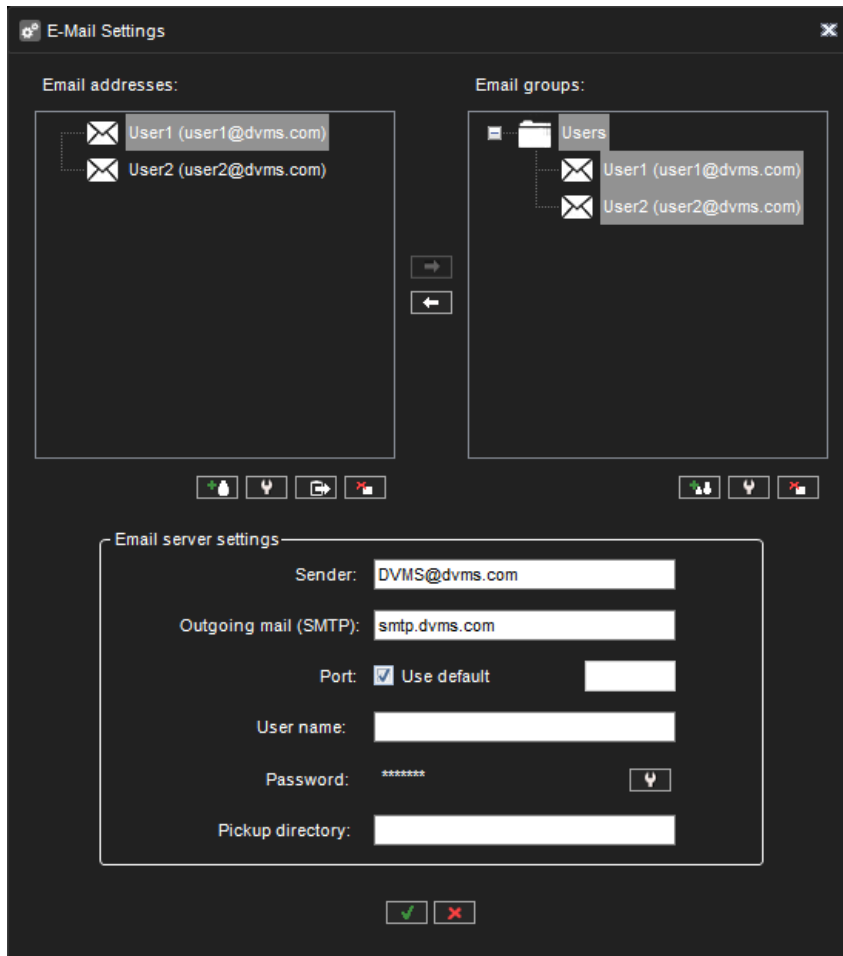 E-Mail Settings
Email addresses:
Email groups:
User1 (user1@dvms.com)
User2 (user2@dvms.com)
Users
User1 (user1@dvms.com)
User2 (user2@dvms.com)
Email server settings
Sender: DVMS@dvms.com
Outgoing mail (SMTP): smtp.dvms.com
Port: Use default
User name:
Password: *******
Pickup directory: